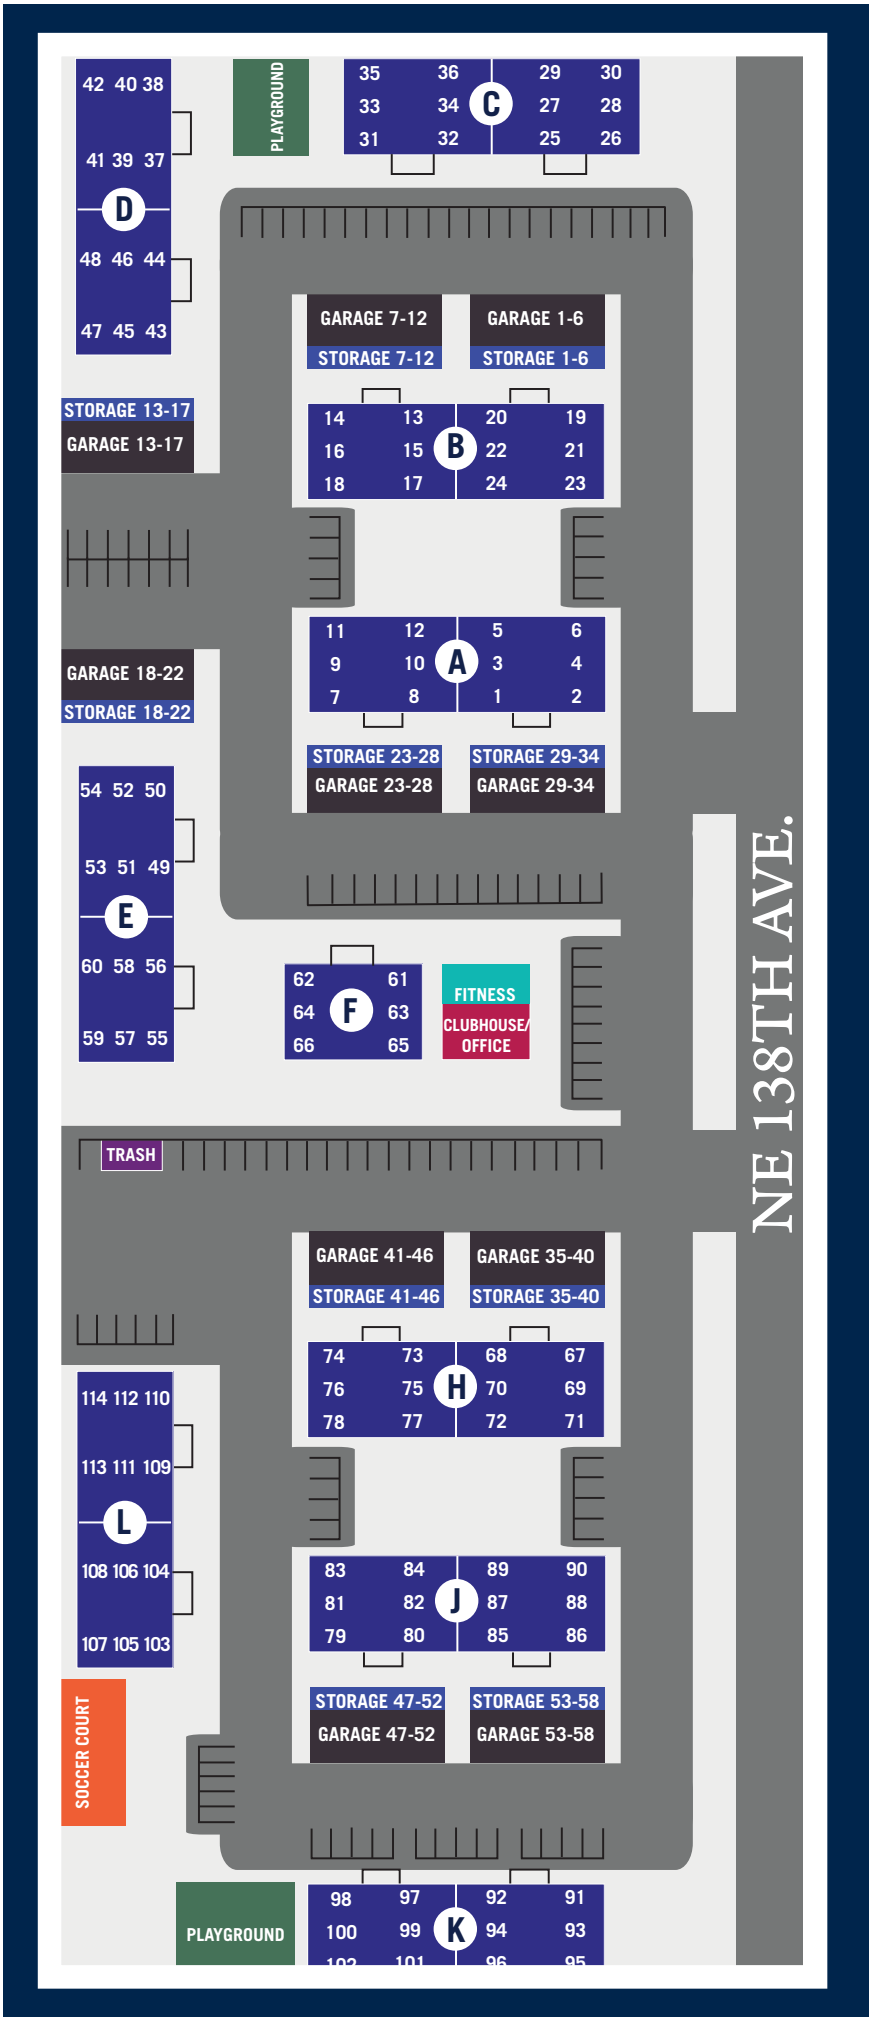 42 40 38
41 39 37
D
48 46 44
47 45 43
PLAYGROUND
35 36 29 30
33 34 C 27 28
31 32 25 26
GARAGE 7-12 GARAGE 1-6
STORAGE 7-12 STORAGE 1-6
STORAGE 13-17
GARAGE 13-17
14 13 20 19
16 15 B 22 21
18 17 24 23
11 12 5 6
9 10 A 3 4
7 8 1 2
GARAGE 18-22
STORAGE 18-22
STORAGE 23-28 STORAGE 29-34
GARAGE 23-28 GARAGE 29-34
54 52 50
53 51 49
E
60 58 56
59 57 55
62 61
64 F 63
66 65
FITNESS
CLUBHOUSE/
OFFICE
NE 138TH AVE.
TRASH
GARAGE 41-46 GARAGE 35-40
STORAGE 41-46 STORAGE 35-40
74 73 68 67
76 75 H 70 69
78 77 72 71
114 112 110
113 111 109
L
108 106 104
107 105 103
83 84 89 90
81 82 J 87 88
79 80 85 86
STORAGE 47-52 STORAGE 53-58
GARAGE 47-52 GARAGE 53-58
SOCCER COURT
PLAYGROUND
98 97 92 91
100 99 K 94 93
102 101 96 95